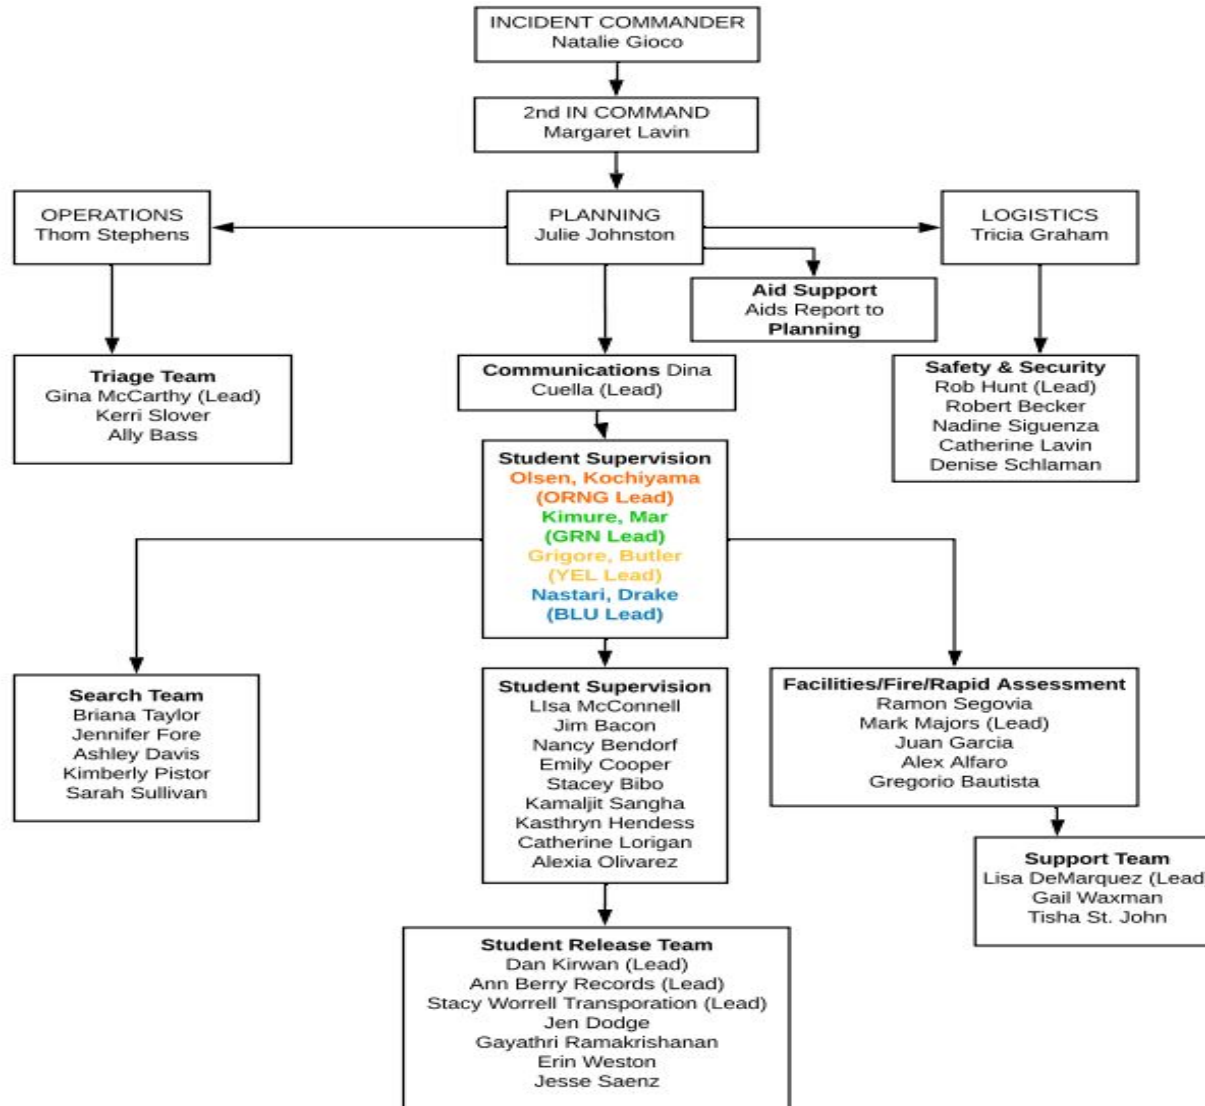 INCIDENT COMMANDER
Natalie Gioco
2nd IN COMMAND
Margaret Lavin
OPERATIONS
Thom Stephens
PLANNING
Julie Johnston
LOGISTICS
Tricia Graham
Aid Support
Aids Report to
Planning
Triage Team
Gina McCarthy (Lead)
Kerri Slover
Ally Bass
Communications Dina
Cuella (Lead)
Safety & Security
Rob Hunt (Lead)
Robert Becker
Nadine Siguenza
Catherine Lavin
Denise Schlaman
Student Supervision
Olsen, Kochiyama
(ORNG Lead)
Kimure, Mar
(GRN Lead)
Grigore, Butler
(YEL Lead)
Nastari, Drake
(BLU Lead)
Search Team
Briana Taylor
Jennifer Fore
Ashley Davis
Kimberly Pistor
Sarah Sullivan
Student Supervision
LIsa McConnell
Jim Bacon
Nancy Bendorf
Emily Cooper
Stacey Bibo
Kamaljit Sangha
Kasthryn Hendess
Catherine Lorigan
Alexia Olivarez
Facilities/Fire/Rapid Assessment
Ramon Segovia
Mark Majors (Lead)
Juan Garcia
Alex Alfaro
Gregorio Bautista
Support Team
Lisa DeMarquez (Lead
Gail Waxman
Tisha St. John
Student Release Team
Dan Kirwan (Lead)
Ann Berry Records (Lead)
Stacy Worrell Transporation (Lead)
Jen Dodge
Gayathri Ramakrishanan
Erin Weston
Jesse Saenz